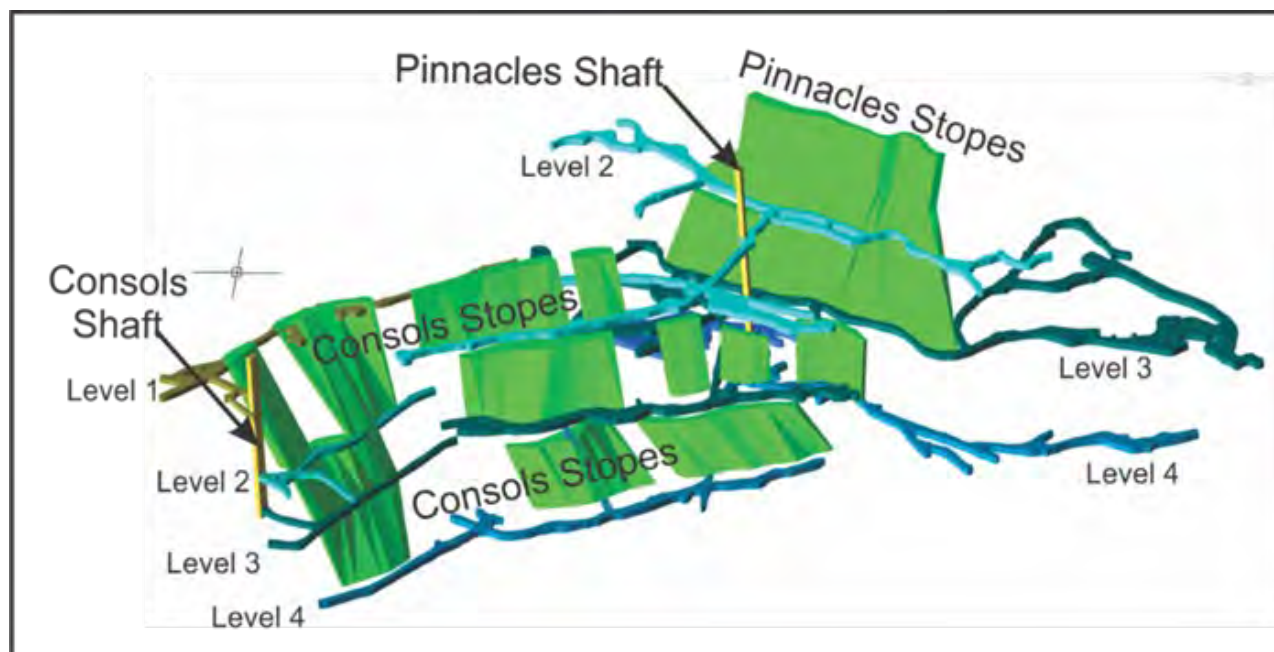 Pinnacles Shaft
Pinnacles Stopes
Level 2
Consols
Shaft
Consols Stopes
Level 1
Level 3
Level 2
Consols Stopes
Level 4
Level 3
Level 4